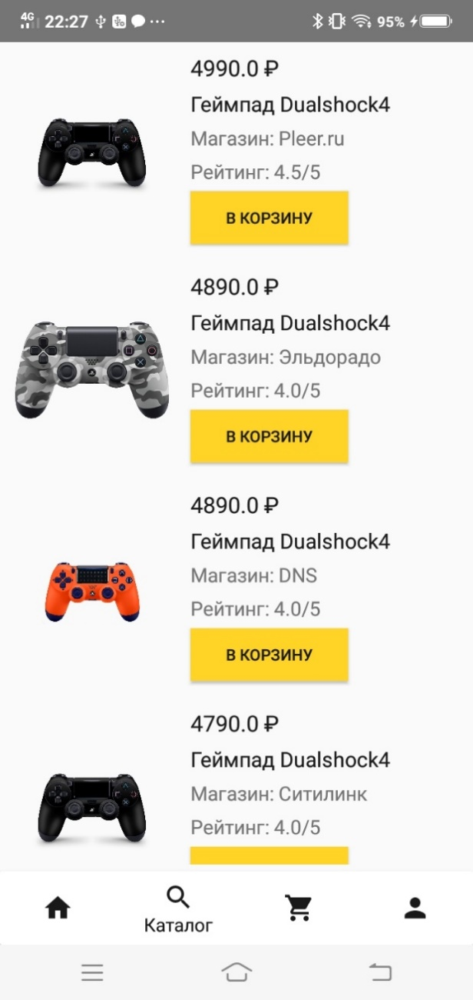 4G 22:27 95%
4990.0 ₽
Геймпад Dualshock4
Магазин: Pleer.ru
Рейтинг: 4.5/5
В КОРЗИНУ
4890.0 ₽
Геймпад Dualshock4
Магазин: Эльдорадо
Рейтинг: 4.0/5
В КОРЗИНУ
4890.0 ₽
Геймпад Dualshock4
Магазин: DNS
Рейтинг: 4.0/5
В КОРЗИНУ
4790.0 ₽
Геймпад Dualshock4
Магазин: Ситилинк
Рейтинг: 4.0/5
Каталог